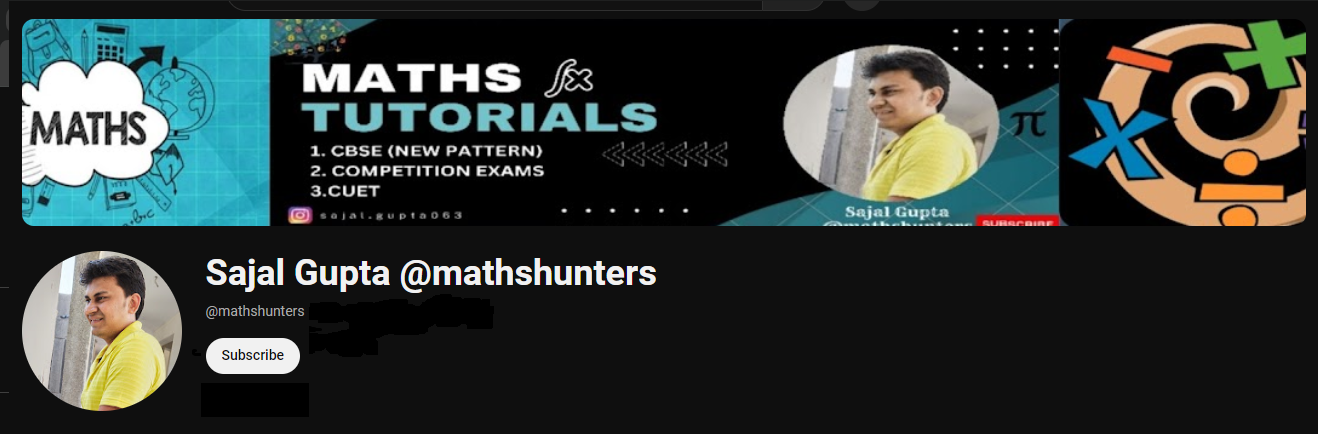 MATHS
MATHS fx
TUTORIALS
1. CBSE (NEW PATTERN)
2. COMPETITION EXAMS
3.CUET
sajal.gupta063
π
Sajal Gupta
@mathshunters
SUBSCRIBE
Sajal Gupta @mathshunters
@mathshunters
Subscribe